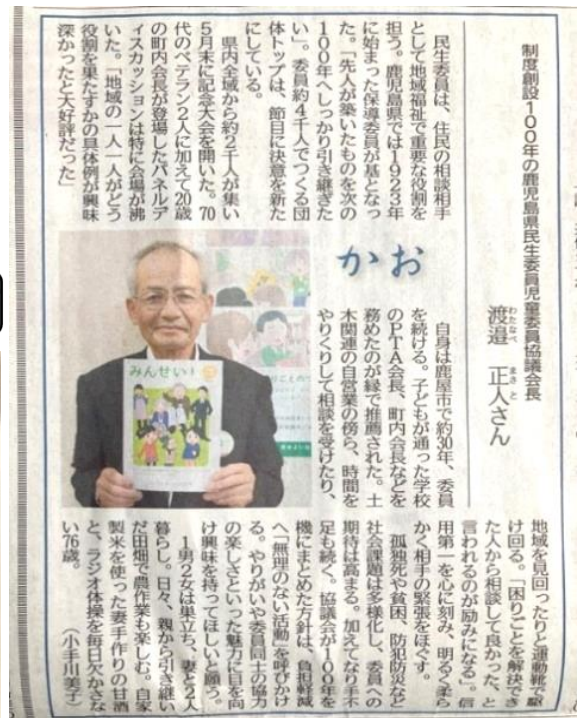 制度創設100年の鹿児島県民生委員児童委員協議会長
わたなべ まさと
渡邉 正人さん
かお
民生委員は、住民の相談相手
として地域福祉で重要な役割を
担う。鹿児島県では1923年
に始まった保導委員が基となっ
た。「先人が築いたものを次の
100年へしっかり引き継ぎた
い」。委員約4千人でつくる団
体トップは、節目に決意を新た
にしている。
県内全域から約2千人が集い
5月末に記念大会を開いた。70
代のベテラン2人に加えて20歳
の町内会長が登場したパネルデ
ィスカッションは特に会場が沸
いた。「地域の一人一人がどう
役割を果たすかの具体例が興味
深かったと大好評だった」
自身は鹿屋市で約30年、委員
を続ける。子どもが通った学校
のPTA会長、町内会長などを
務めたのが縁で推薦された。土
木関連の自営業の傍ら、時間を
やりくりして相談を受けたり、
地域を見回ったりと運動靴で駆
け回る。「困りごとを解決でき
た人から相談して良かった、と
言われるのが励みになる」。信
用第一を心に刻み、明るく柔ら
かく相手の緊張をほぐす。
孤独死や貧困、防犯防災など
社会課題は多様化し、委員への
期待は高まる。加えてなり手不
足も続く。協議会が100年を
機にまとめた方針は、負担軽減
へ「無理のない活動」を呼びかけ
る。やりがいや委員同士の協力
の楽しさといった魅力に目を向
け興味を持ってほしいと願う。
1男2女は巣立ち、妻と2人
暮らし。日々、親から引き継い
だ田畑で農作業も楽しむ。自家
製米を使った妻手作りの甘酒
と、ラジオ体操を毎日欠かさな
い76歳。
(小手川美子)
みんせい!